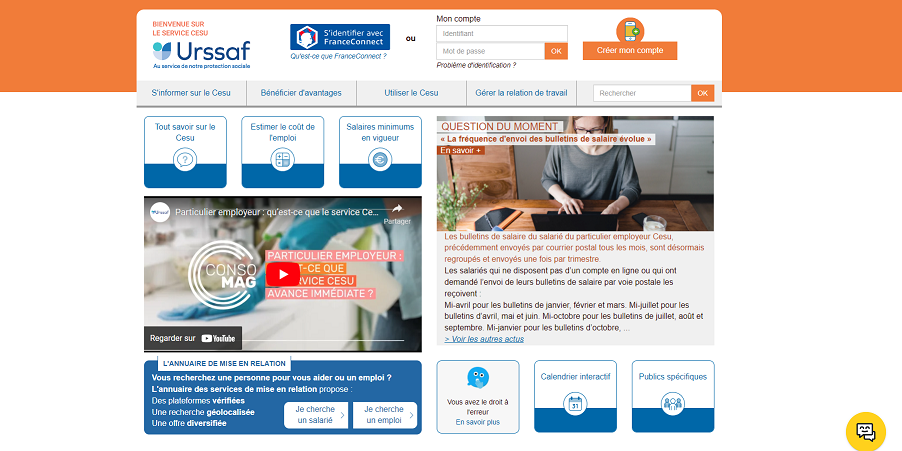 BIENVENUE SUR
LE SERVICE CESU
Urssaf
Au service de notre protection sociale
S'identifier avec
FranceConnect
Qu'est-ce que FranceConnect ?
ou
Mon compte
Identifiant
Mot de passe
OK
Problème d'identification ?
Créer mon compte
S'informer sur le Cesu
Bénéficier d'avantages
Utiliser le Cesu
Gérer la relation de travail
Rechercher
OK
Tout savoir sur le
Cesu
Estimer le coût de
l'emploi
Salaires minimums
en vigueur
Urssaf
Particulier employeur : qu'est-ce que le service Ce...
Partager
CONSO
MAG
PARTICULIER EMPLOYEUR :
EST-CE QUE
SERVICE CESU
AVANCE IMMÉDIATE ?
Regarder sur YouTube
QUESTION DU MOMENT
« La fréquence d'envoi des bulletins de salaire évolue »
En savoir +
Les bulletins de salaire du salarié du particulier employeur Cesu,
précédemment envoyés par courrier postal tous les mois, sont désormais
regroupés et envoyés une fois par trimestre.
Les salariés qui ne disposent pas d'un compte en ligne ou qui ont
demandé l'envoi de leurs bulletins de salaire par voie postale les
reçoivent :
Mi-avril pour les bulletins de janvier, février et mars. Mi-juillet pour les
bulletins d'avril, mai et juin. Mi-octobre pour les bulletins de juillet, août et
septembre. Mi-janvier pour les bulletins d'octobre, ...
> Voir les autres actus
L'ANNUAIRE DE MISE EN RELATION
Vous recherchez une personne pour vous aider ou un emploi ?
L'annuaire des services de mise en relation propose :
Des plateformes vérifiées
Une recherche géolocalisée
Une offre diversifiée
Je cherche
un salarié
Je cherche
un emploi
Vous avez le droit à
l'erreur
En savoir plus
Calendrier interactif
31
Publics spécifiques